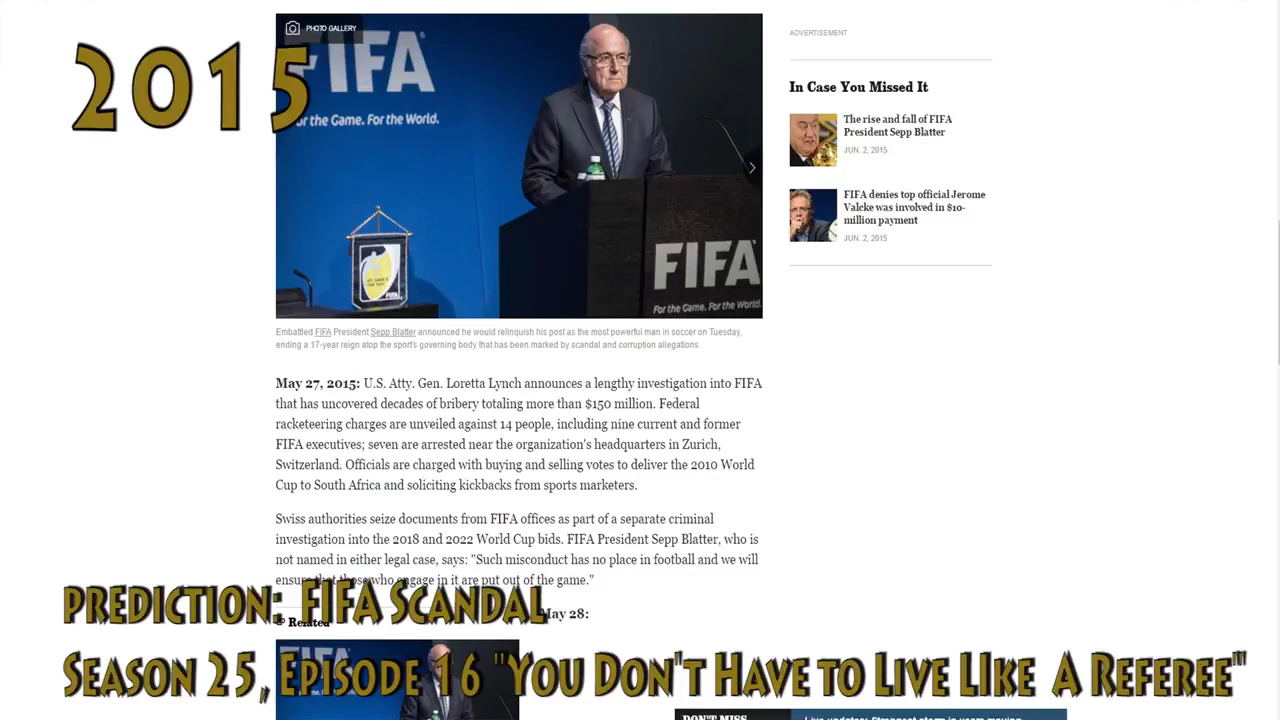 2015
PHOTO GALLERY
FIFA
For the Game. For the World.
FIFA
FIFA
For the Game. For the World.
Embattled FIFA President Sepp Blatter announced he would relinquish his post as the most powerful man in soccer on Tuesday,
ending a 17-year reign atop the sport's governing body that has been marked by scandal and corruption allegations.
May 27, 2015: U.S. Atty. Gen. Loretta Lynch announces a lengthy investigation into FIFA
that has uncovered decades of bribery totaling more than $150 million. Federal
racketeering charges are unveiled against 14 people, including nine current and former
FIFA executives; seven are arrested near the organization's headquarters in Zurich,
Switzerland. Officials are charged with buying and selling votes to deliver the 2010 World
Cup to South Africa and soliciting kickbacks from sports marketers.
Swiss authorities seize documents from FIFA offices as part of a separate criminal
investigation into the 2018 and 2022 World Cup bids. FIFA President Sepp Blatter, who is
not named in either legal case, says: "Such misconduct has no place in football and we will
ensure that those who engage in it are put out of the game."
May 28:
Related
FIFA
ADVERTISEMENT
In Case You Missed It
The rise and fall of FIFA
President Sepp Blatter
JUN. 2, 2015
FIFA denies top official Jerome
Valcke was involved in $10-
million payment
JUN. 2, 2015
PREDICTION: FIFA SCANDAL
SEASON 25, EPISODE 16 "YOU DON"T HAVE TO LIVE LIKE A REFEREE"
DON'T MISS
Live updates: Strongest storm in years moving